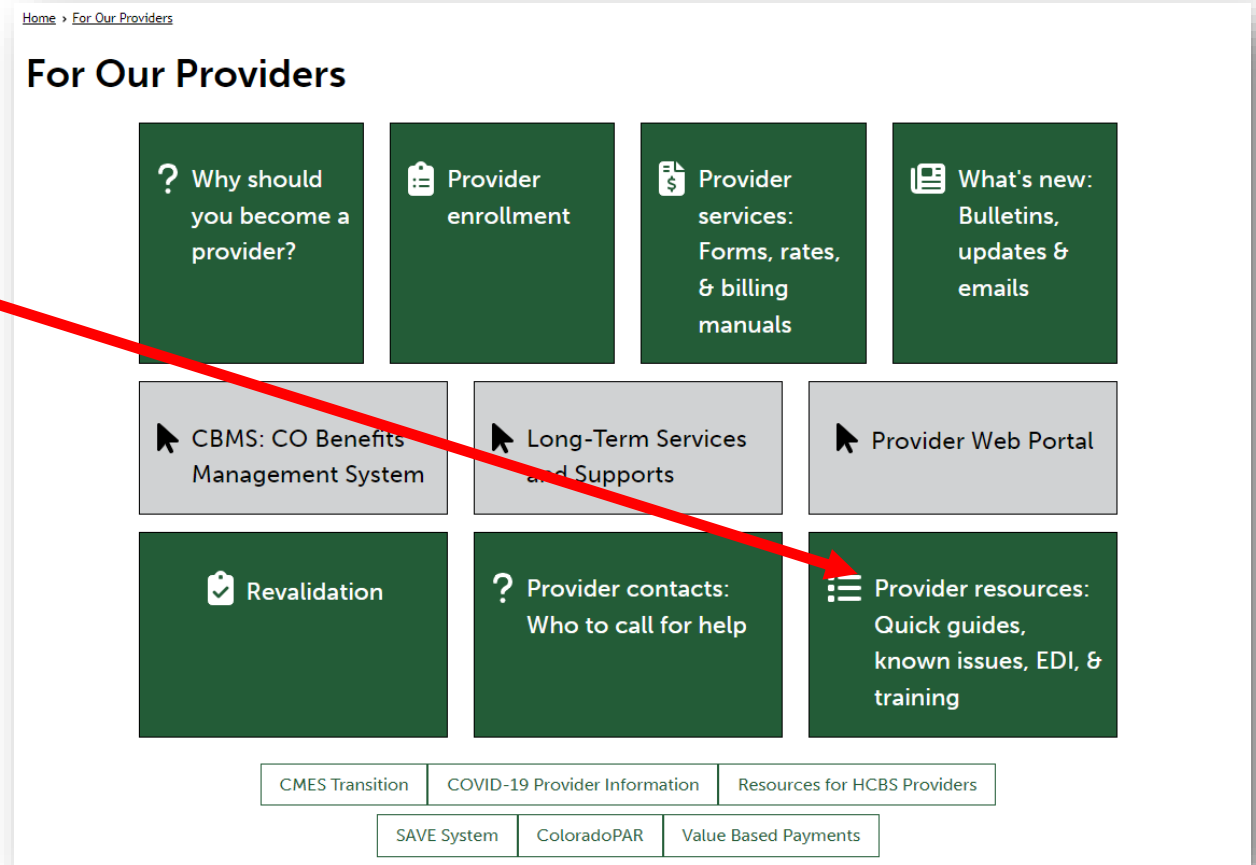 Home › For Our Providers
For Our Providers
Why should
you become a
provider?
Provider
enrollment
Provider
services:
Forms, rates,
& billing
manuals
What's new:
Bulletins,
updates &
emails
CBMS: CO Benefits
Management System
Long-Term Services
and Supports
Provider Web Portal
Revalidation
Provider contacts:
Who to call for help
Provider resources:
Quick guides,
known issues, EDI, &
training
CMES Transition
COVID-19 Provider Information
Resources for HCBS Providers
SAVE System
ColoradoPAR
Value Based Payments